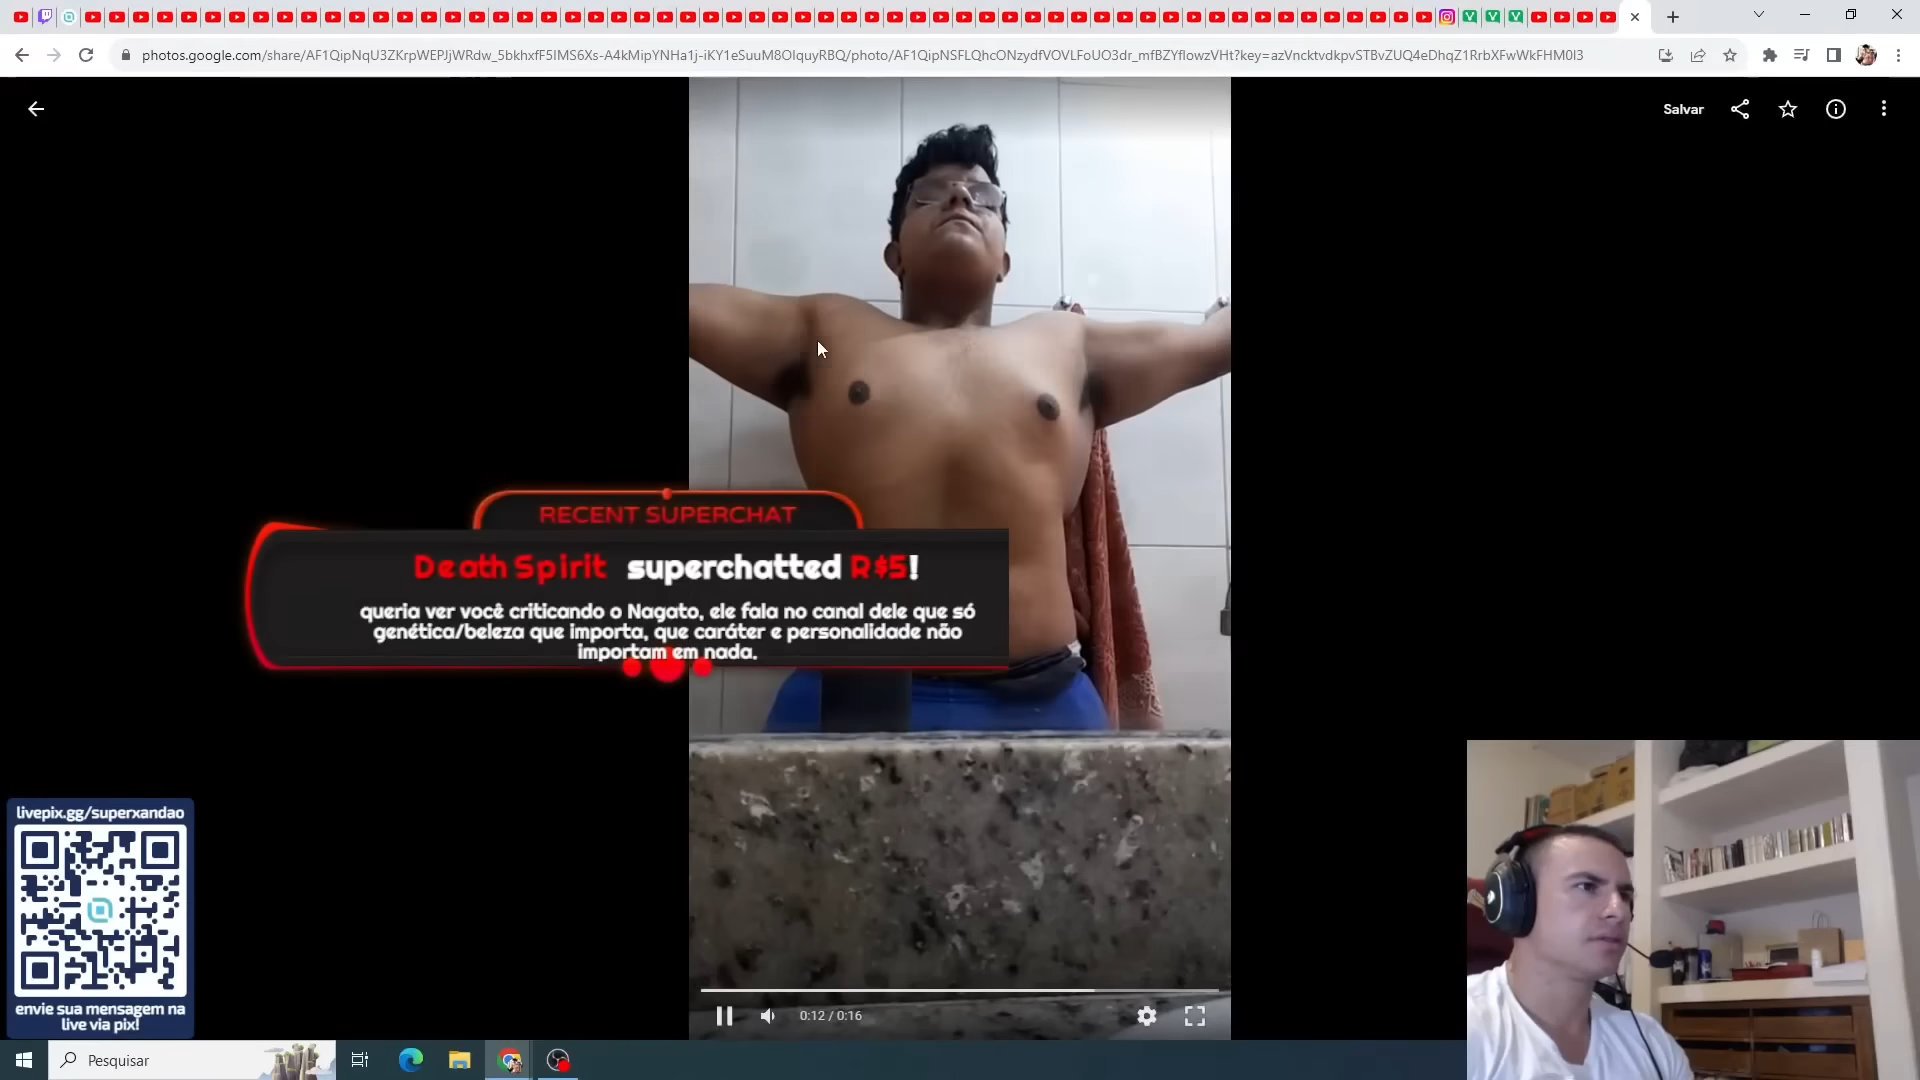 photos.google.com/share/AF1QipNqU3ZKrpWEPJjWRdw_5bkhxfF5IMS6Xs-A4kMipYNHa1j-iKY1eSuuM8OlquyRBQ/photo/AF1QipNSFLQhcONzydfVOVLFoUO3dr_mfBZYflowzVHt?key=azVncktvdkpvSTBvZUQ4eDhqZ1RrbXFwWkFHM0l3
Salvar
RECENT SUPERCHAT
Death Spirit superchatted R$5!
queria ver você criticando o Nagato, ele fala no canal dele que só
genética/beleza que importa, que caráter e personalidade não
importam em nada.
livepix.gg/superxandao
envie sua mensagem na
live via pix!
0:12 / 0:16
Pesquisar